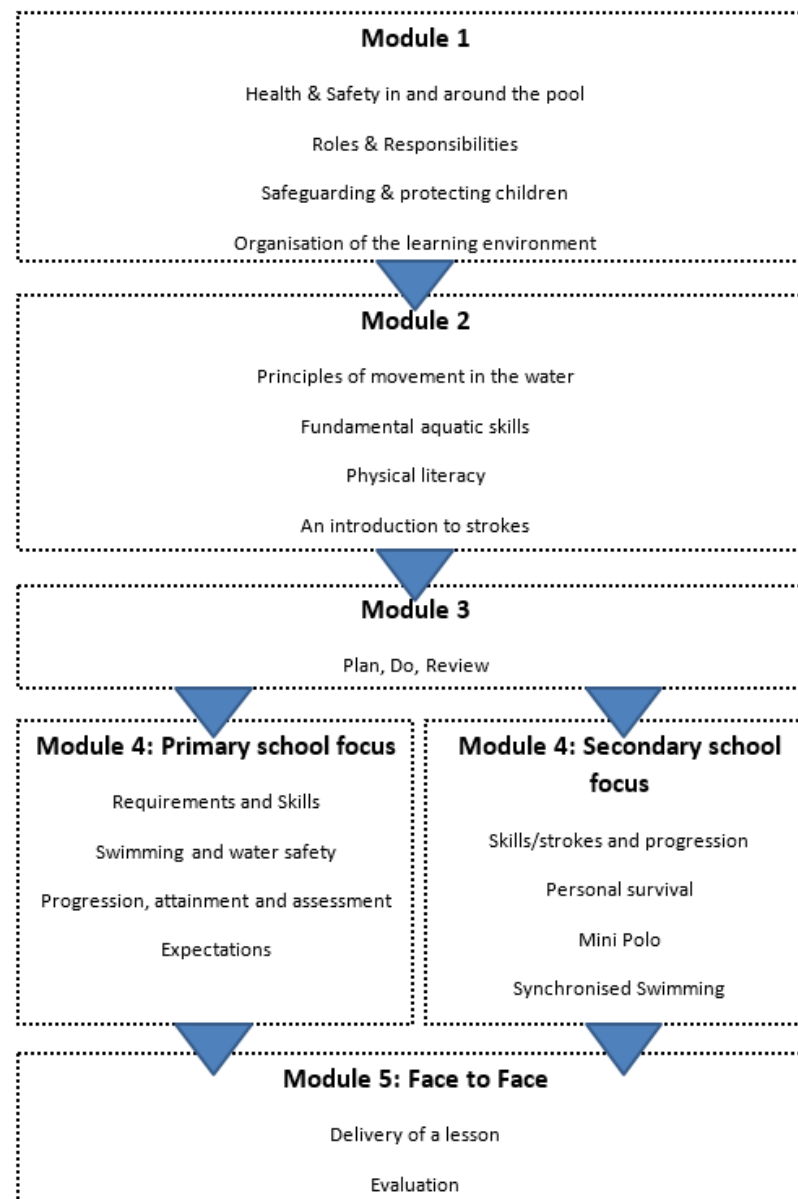 Module 1
Health & Safety in and around the pool
Roles & Responsibilities
Safeguarding & protecting children
Organisation of the learning environment
Module 2
Principles of movement in the water
Fundamental aquatic skills
Physical literacy
An introduction to strokes
Module 3
Plan, Do, Review
Module 4: Primary school focus
Requirements and Skills
Swimming and water safety
Progression, attainment and assessment
Expectations
Module 4: Secondary school
focus
Skills/strokes and progression
Personal survival
Mini Polo
Synchronised Swimming
Module 5: Face to Face
Delivery of a lesson
Evaluation